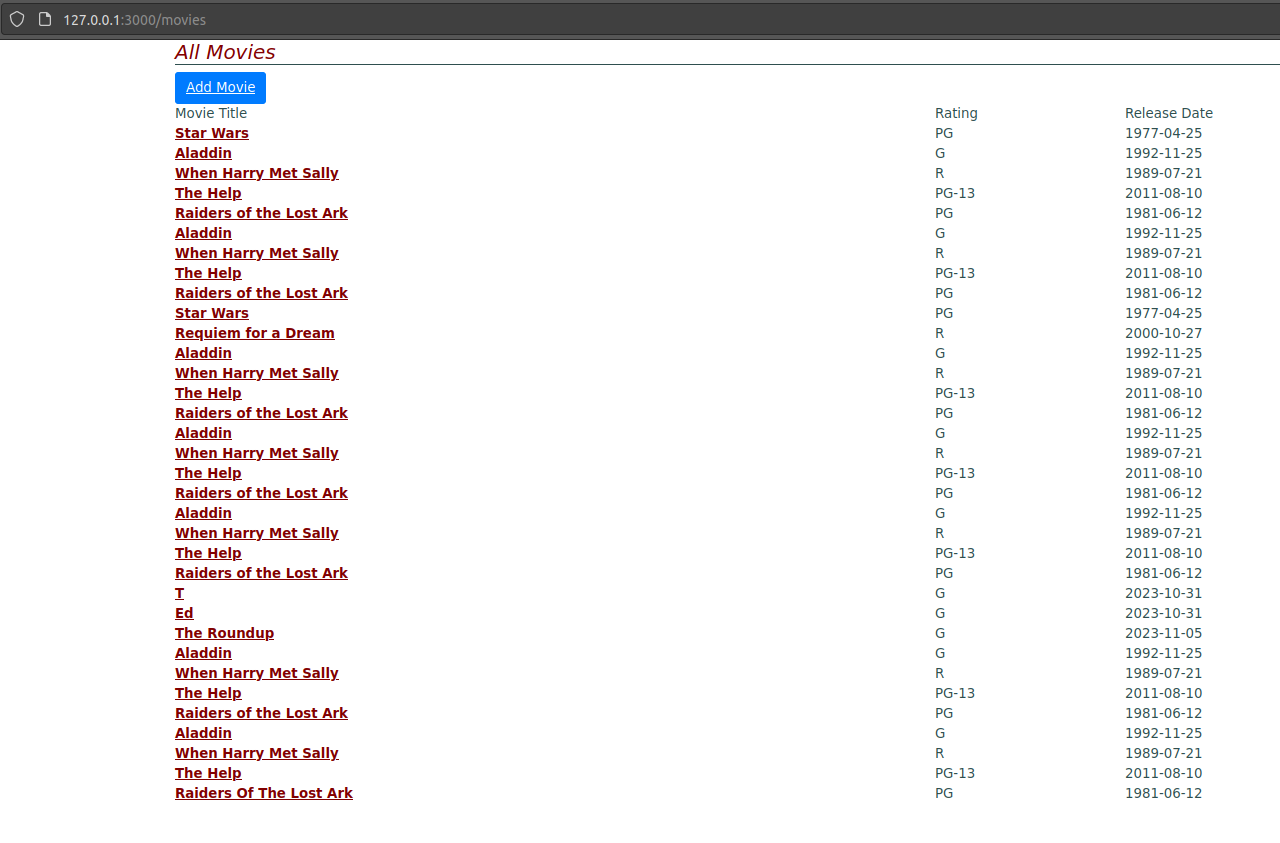 127.0.0.1:3000/movies
All Movies
Add Movie
Movie Title Rating Release Date
Star Wars PG 1977-04-25
Aladdin G 1992-11-25
When Harry Met Sally R 1989-07-21
The Help PG-13 2011-08-10
Raiders of the Lost Ark PG 1981-06-12
Aladdin G 1992-11-25
When Harry Met Sally R 1989-07-21
The Help PG-13 2011-08-10
Raiders of the Lost Ark PG 1981-06-12
Star Wars PG 1977-04-25
Requiem for a Dream R 2000-10-27
Aladdin G 1992-11-25
When Harry Met Sally R 1989-07-21
The Help PG-13 2011-08-10
Raiders of the Lost Ark PG 1981-06-12
Aladdin G 1992-11-25
When Harry Met Sally R 1989-07-21
The Help PG-13 2011-08-10
Raiders of the Lost Ark PG 1981-06-12
Aladdin G 1992-11-25
When Harry Met Sally R 1989-07-21
The Help PG-13 2011-08-10
Raiders of the Lost Ark PG 1981-06-12
T G 2023-10-31
Ed G 2023-10-31
The Roundup G 2023-11-05
Aladdin G 1992-11-25
When Harry Met Sally R 1989-07-21
The Help PG-13 2011-08-10
Raiders of the Lost Ark PG 1981-06-12
Aladdin G 1992-11-25
When Harry Met Sally R 1989-07-21
The Help PG-13 2011-08-10
Raiders Of The Lost Ark PG 1981-06-12